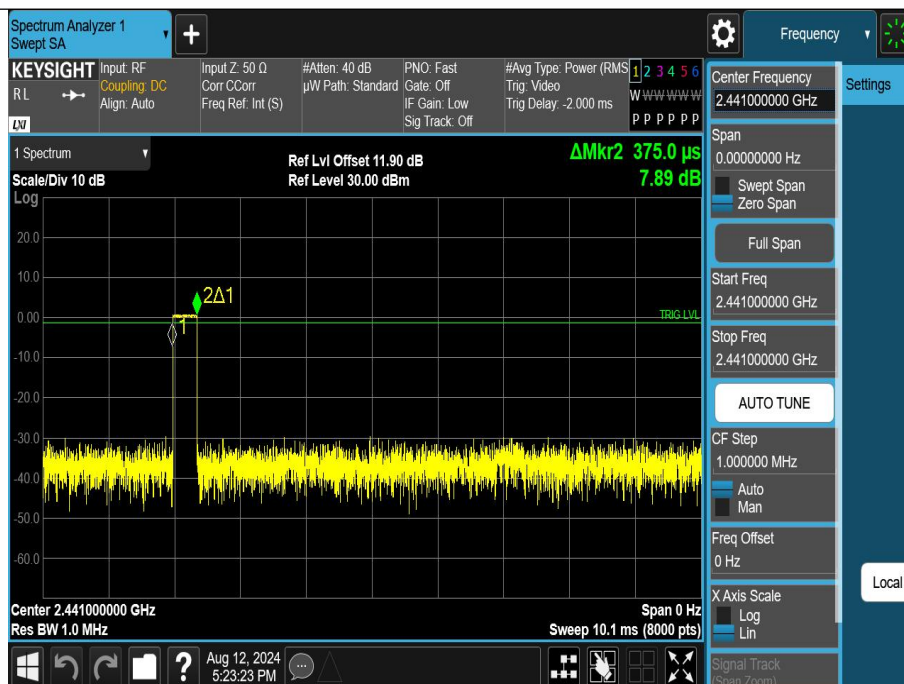 Spectrum Analyzer 1
Swept SA
Frequency
Settings
KEYSIGHT
R L
LXI
Input: RF
Coupling: DC
Align: Auto
Input Z: 50 Ω
Corr CCorr
Freq Ref: Int (S)
#Atten: 40 dB
µW Path: Standard
PNO: Fast
Gate: Off
IF Gain: Low
Sig Track: Off
#Avg Type: Power (RMS
Trig: Video
Trig Delay: -2.000 ms
1 2 3 4 5 6
W W W W W W
P P P P P P
1 Spectrum
Scale/Div 10 dB
Log
Ref Lvl Offset 11.90 dB
Ref Level 30.00 dBm
ΔMkr2 375.0 µs
7.89 dB
20.0
10.0
0.00
-10.0
-20.0
-30.0
-40.0
-50.0
-60.0
2Δ1
1
TRIG LVL
Center 2.441000000 GHz
Res BW 1.0 MHz
Span 0 Hz
Sweep 10.1 ms (8000 pts)
Center Frequency
2.441000000 GHz
Span
0.00000000 Hz
Swept Span
Zero Span
Full Span
Start Freq
2.441000000 GHz
Stop Freq
2.441000000 GHz
AUTO TUNE
CF Step
1.000000 MHz
Auto
Man
Freq Offset
0 Hz
X Axis Scale
Log
Lin
Signal Track
(Span Zoom)
Local
?
Aug 12, 2024
5:23:23 PM